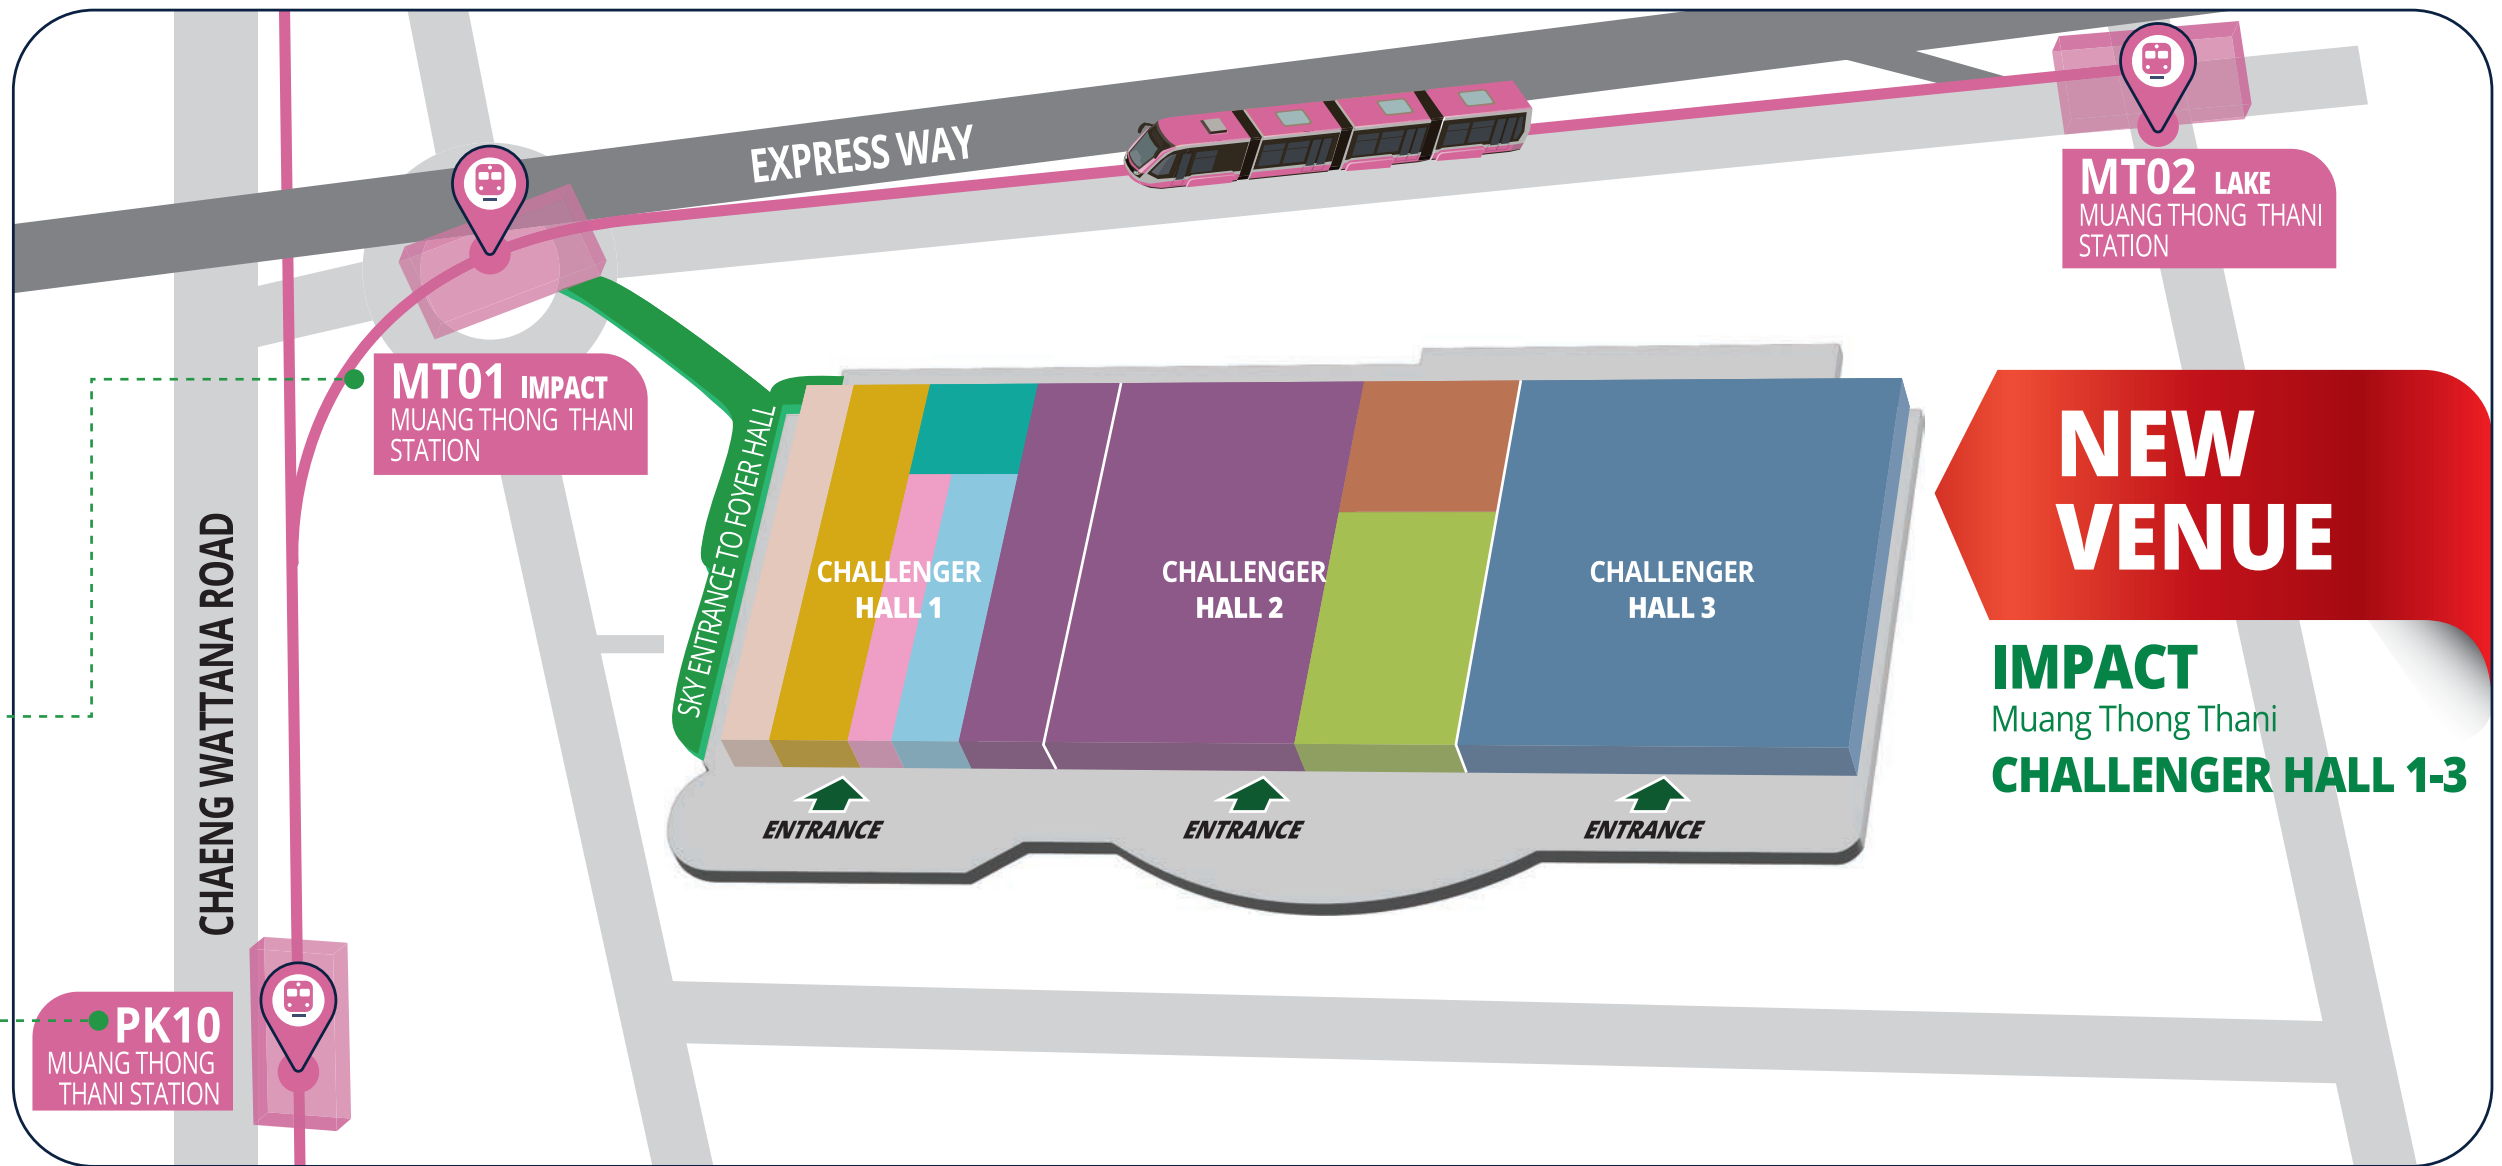 EXPRESS WAY
MT02 LAKE
MUANG THONG THANI
STATION
MT01 IMPACT
MUANG THONG THANI
STATION
NEW
VENUE
SKY ENTRANCE TO FOYER HALL
CHALLENGER
HALL 1
CHALLENGER
HALL 2
CHALLENGER
HALL 3
CHAENG WATTANA ROAD
IMPACT
Muang Thong Thani
CHALLENGER HALL 1-3
ENTRANCE
ENTRANCE
ENTRANCE
PK10
MUANG THONG
THANI STATION